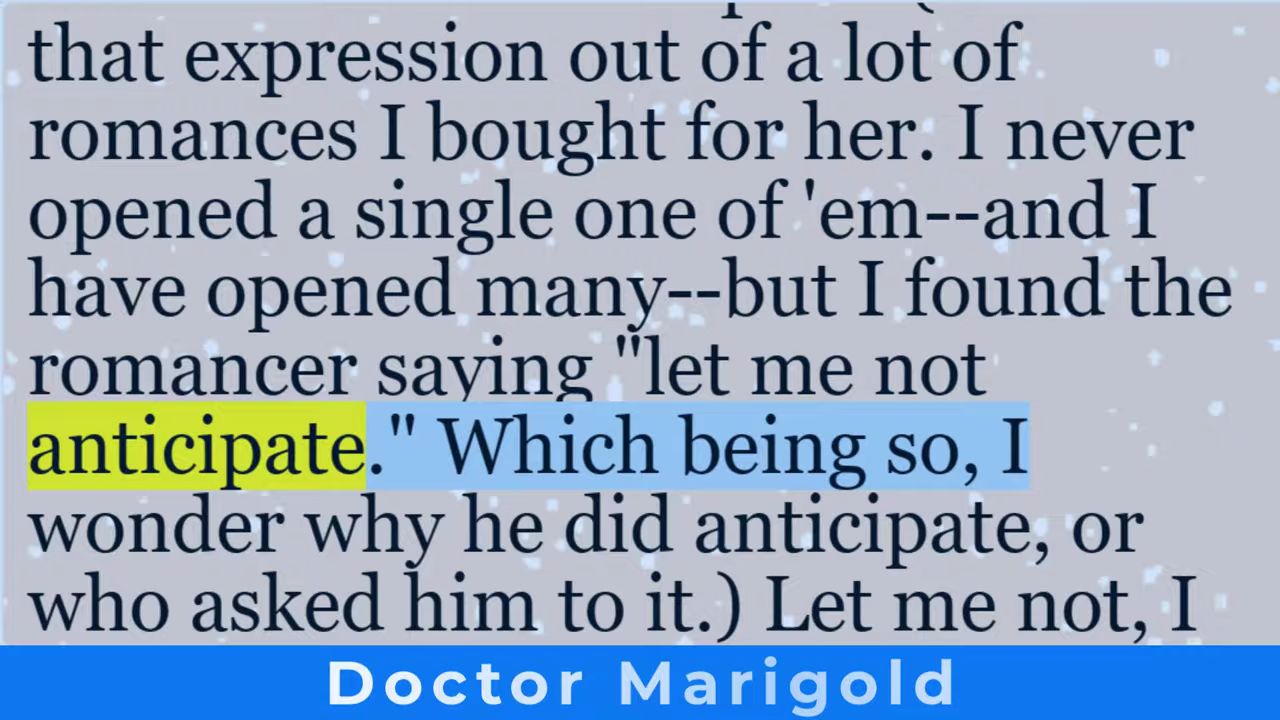 that expression out of a lot of
romances I bought for her. I never
opened a single one of 'em--and I
have opened many--but I found the
romancer saying "let me not
anticipate." Which being so, I
wonder why he did anticipate, or
who asked him to it.) Let me not, I
Doctor Marigold